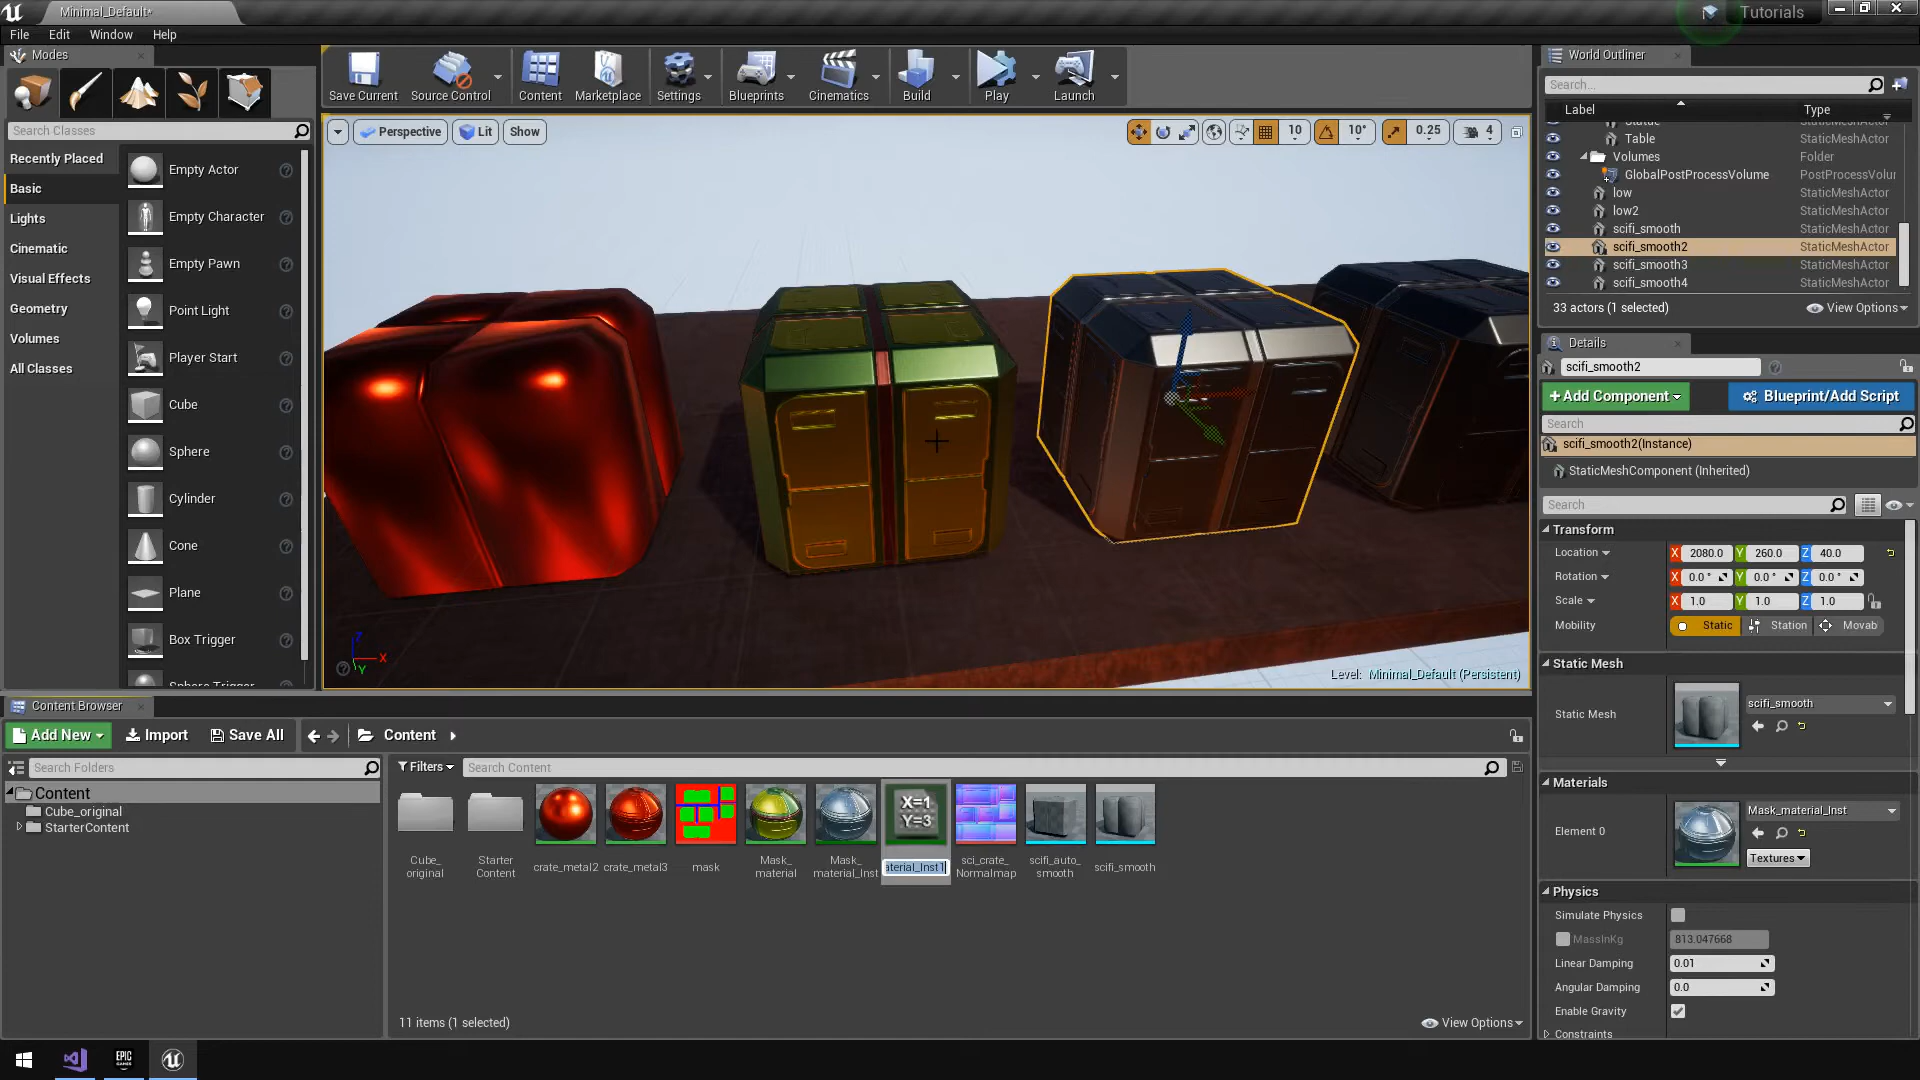 Minimal_Default*
Tutorials
File Edit Window Help
Modes
Search Classes
Recently Placed
Basic
Lights
Cinematic
Visual Effects
Geometry
Volumes
All Classes
Empty Actor
Empty Character
Empty Pawn
Point Light
Player Start
Cube
Sphere
Cylinder
Cone
Plane
Box Trigger
Sphere Trigger
Save Current Source Control Content Marketplace Settings Blueprints Cinematics Build Play Launch
Perspective Lit Show
10 10° 0.25 4
Z
X
Y
Level: Minimal_Default (Persistent)
World Outliner
Search...
Label Type
Statue StaticMeshActor
Table StaticMeshActor
Volumes Folder
GlobalPostProcessVolume PostProcessVolur
low StaticMeshActor
low2 StaticMeshActor
scifi_smooth StaticMeshActor
scifi_smooth2 StaticMeshActor
scifi_smooth3 StaticMeshActor
scifi_smooth4 StaticMeshActor
33 actors (1 selected) View Options
Details
scifi_smooth2
+Add Component Blueprint/Add Script
Search
scifi_smooth2(Instance)
StaticMeshComponent (Inherited)
Search
Transform
Location X 2080.0 Y 260.0 Z 40.0
Rotation X 0.0 ° Y 0.0 ° Z 0.0 °
Scale X 1.0 Y 1.0 Z 1.0
Mobility Static Station Movab
Static Mesh
Static Mesh scifi_smooth
Materials
Element 0 Mask_material_Inst
Textures
Physics
Simulate Physics
MassInKg 813.047668
Linear Damping 0.01
Angular Damping 0.0
Enable Gravity
Constraints
Content Browser
Add New Import Save All Content
Search Folders
Content
Cube_original
StarterContent
Filters Search Content
X=1
Y=3
Cube_
original
Starter
Content
crate_metal2
crate_metal3
mask
Mask_
material
Mask_
material_Inst
aterial_Inst1
sci_crate_
Normalmap
scifi_auto_
smooth
scifi_smooth
11 items (1 selected) View Options
EPIC
GAMES